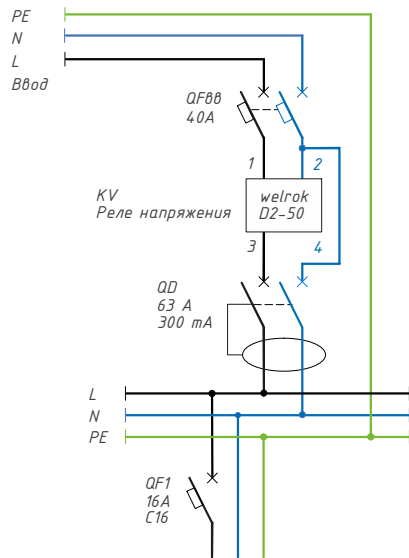 PE
N
L
Ввод
QFвв
40А
1
2
KV
Реле напряжения
welrok
D2-50
3
4
QD
63 А
300 mA
L
N
PE
QF1
16А
C16